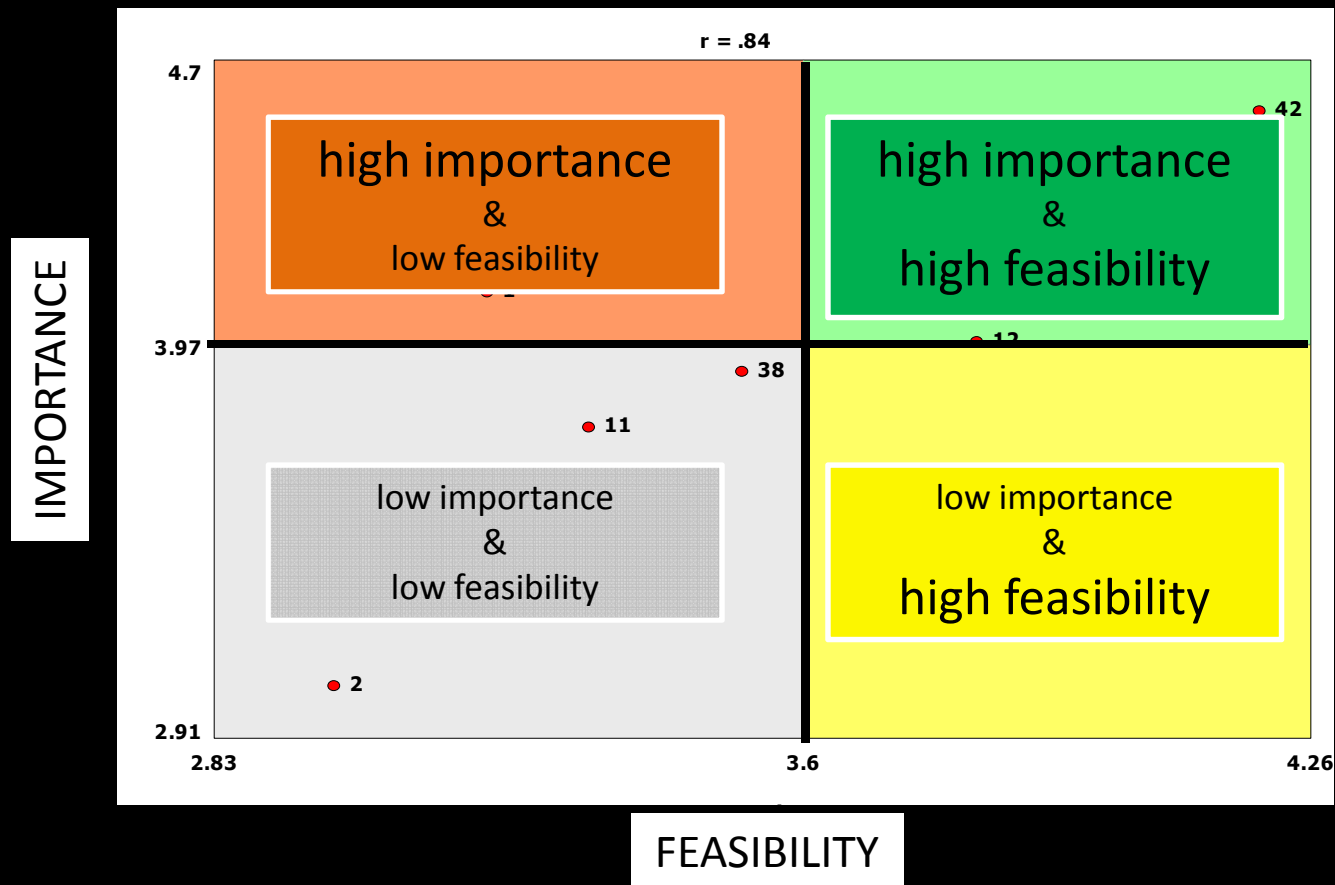 r = .84
4.7
42
high importance
&
low feasibility
high importance
&
high feasibility
IMPORTANCE
12
3.97
38
11
low importance
&
low feasibility
low importance
&
high feasibility
2
2.91
2.83
3.6
4.26
FEASIBILITY